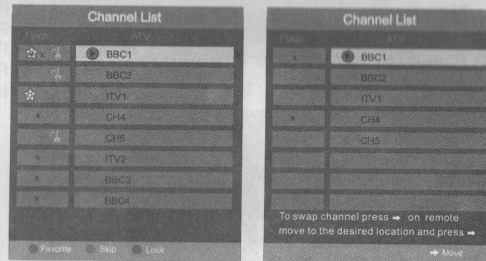 Channel List
Flags ATV
x BBC1
BBC2
ITV1
x CH4
CH5
x ITV2
x BBC3
x BBC4
Favorite Skip Lock
Channel List
Flags ATV
x BBC1
BBC2
ITV1
x CH4
CH5
To swap channel press ➡ on remote
move to the desired location and press ➡
➡ Move